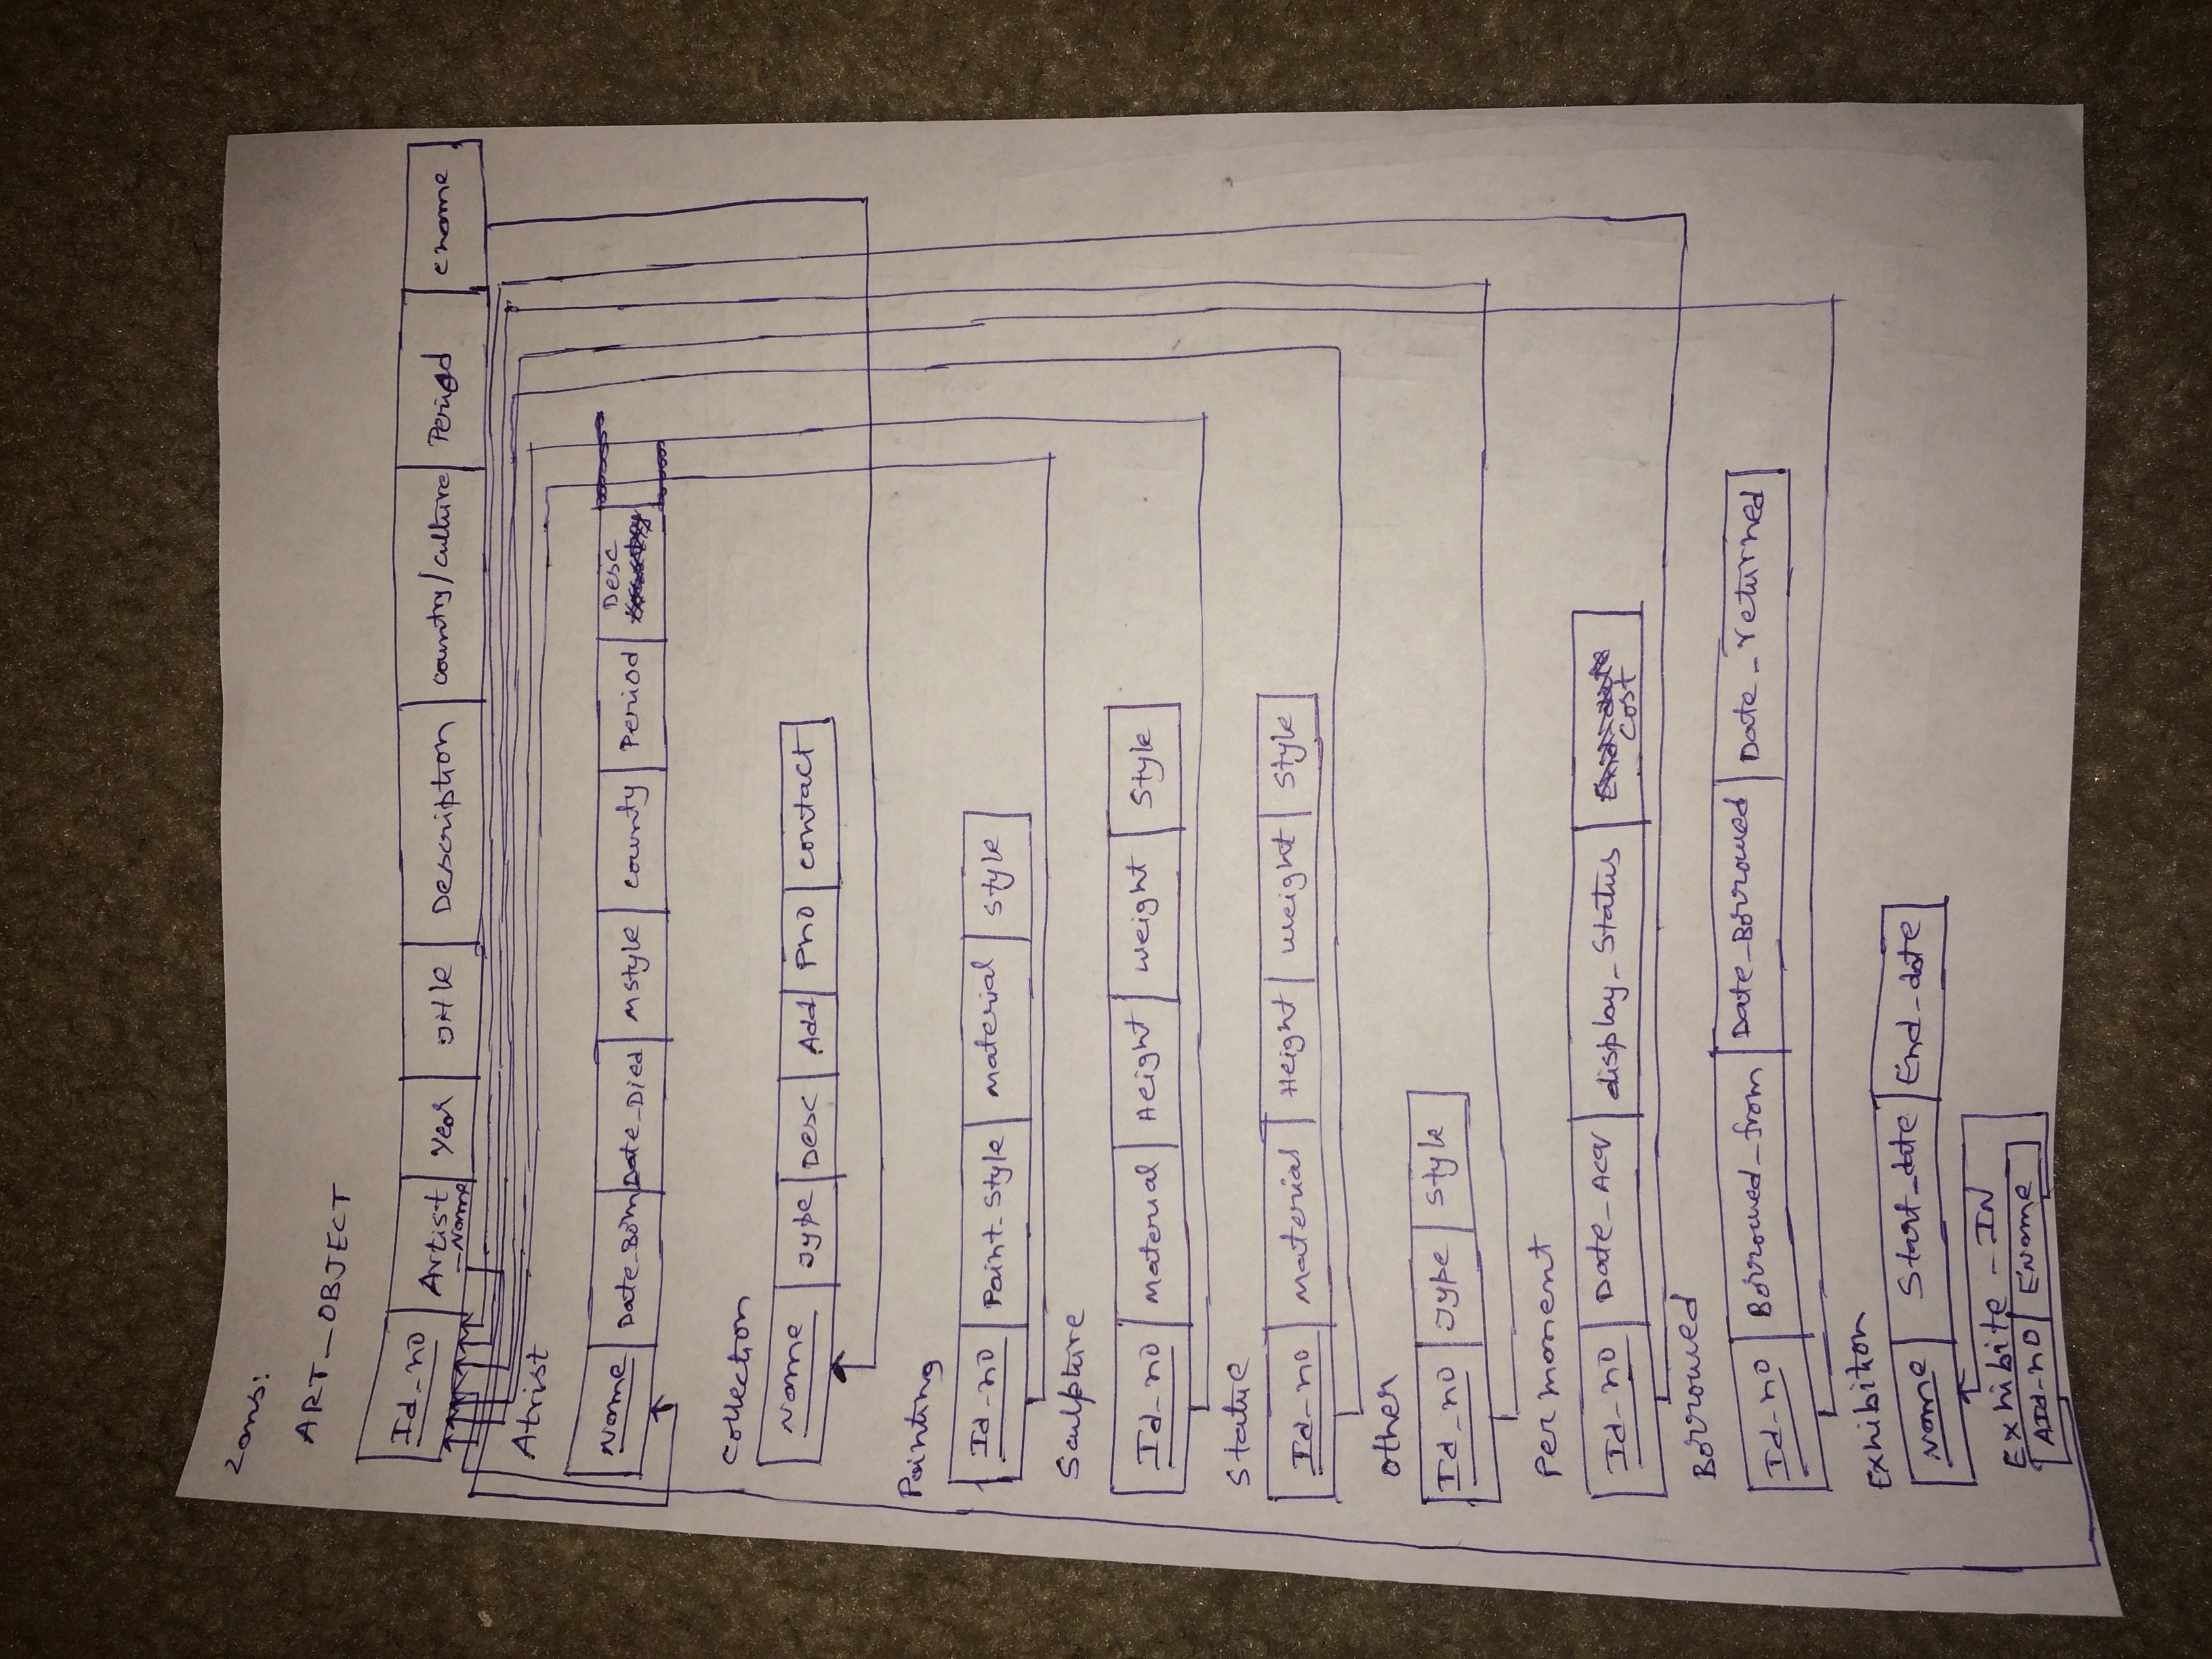 2ans:
ART_OBJECT
Id_no Artist_Name Year Title Description Country/Culture Period Cname
Atrist
Name Date_Born Date_Died Mstyle County Period Desc
Collection
Name Type Desc Add Pno Contact
Painting
Id_no Paint_Style Material Style
Sculpture
Id_no Material Height Weight Style
Statue
Id_no Material Height Weight Style
Other
Id_no Type Style
Permanent
Id_no Date_Acq display_Status Cost
Borrowed
Id_no Borrowed_from Date_Borrowed Date_returned
Exhibition
Name Start_date End_date
Exhibite_IN
AId_no EName